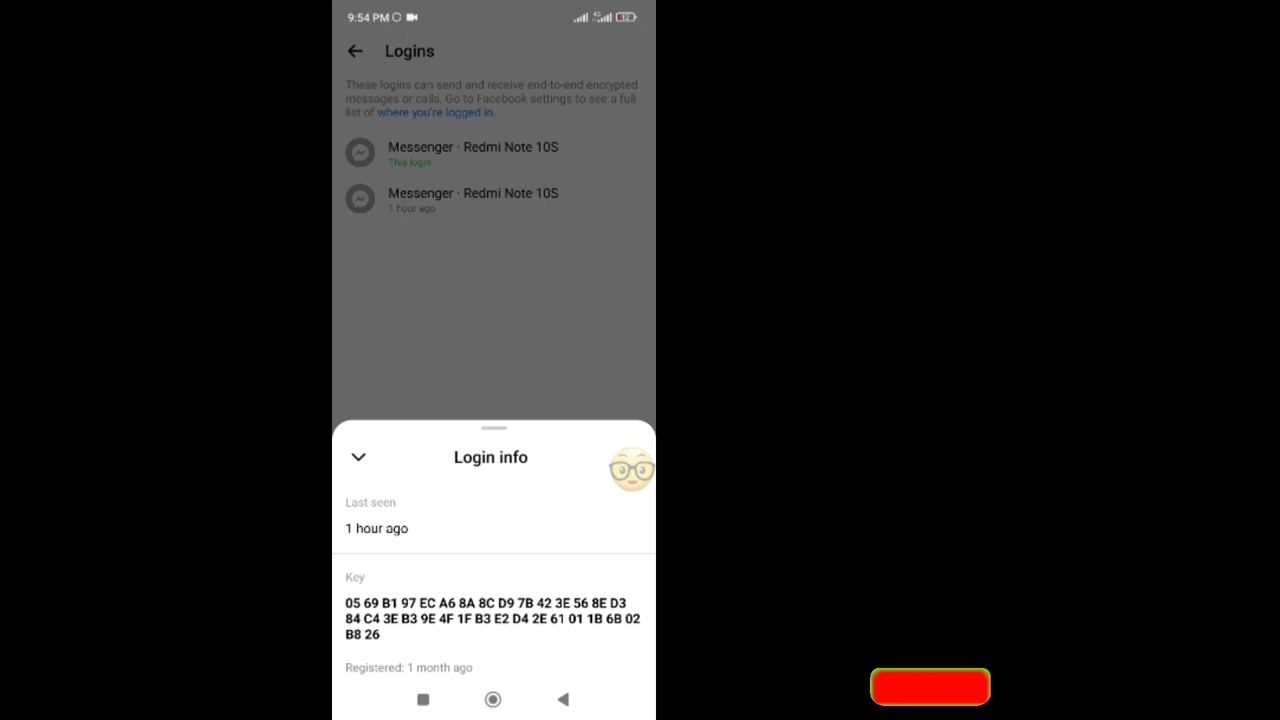 9:54 PM
4G
12
Logins
These logins can send and receive end-to-end encrypted
messages or calls. Go to Facebook settings to see a full
list of where you're logged in.
Messenger · Redmi Note 10S
This login
Messenger · Redmi Note 10S
1 hour ago
Login info
Last seen
1 hour ago
Key
05 69 B1 97 EC A6 8A 8C D9 7B 42 3E 56 8E D3
84 C4 3E B3 9E 4F 1F B3 E2 D4 2E 61 01 1B 6B 02
B8 26
Registered: 1 month ago